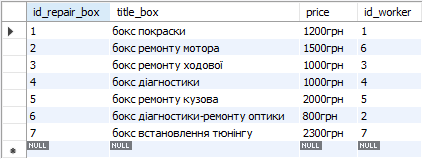 id_repair_box title_box price id_worker
1 бокс покраски 1200грн 1
2 бокс ремонту мотора 1500грн 6
3 бокс ремонту ходової 1000грн 3
4 бокс діагностики 1000грн 4
5 бокс ремонту кузова 2000грн 5
6 бокс діагностики-ремонту оптики 800грн 2
7 бокс встановлення тюнінгу 2300грн 7
NULL NULL NULL NULL